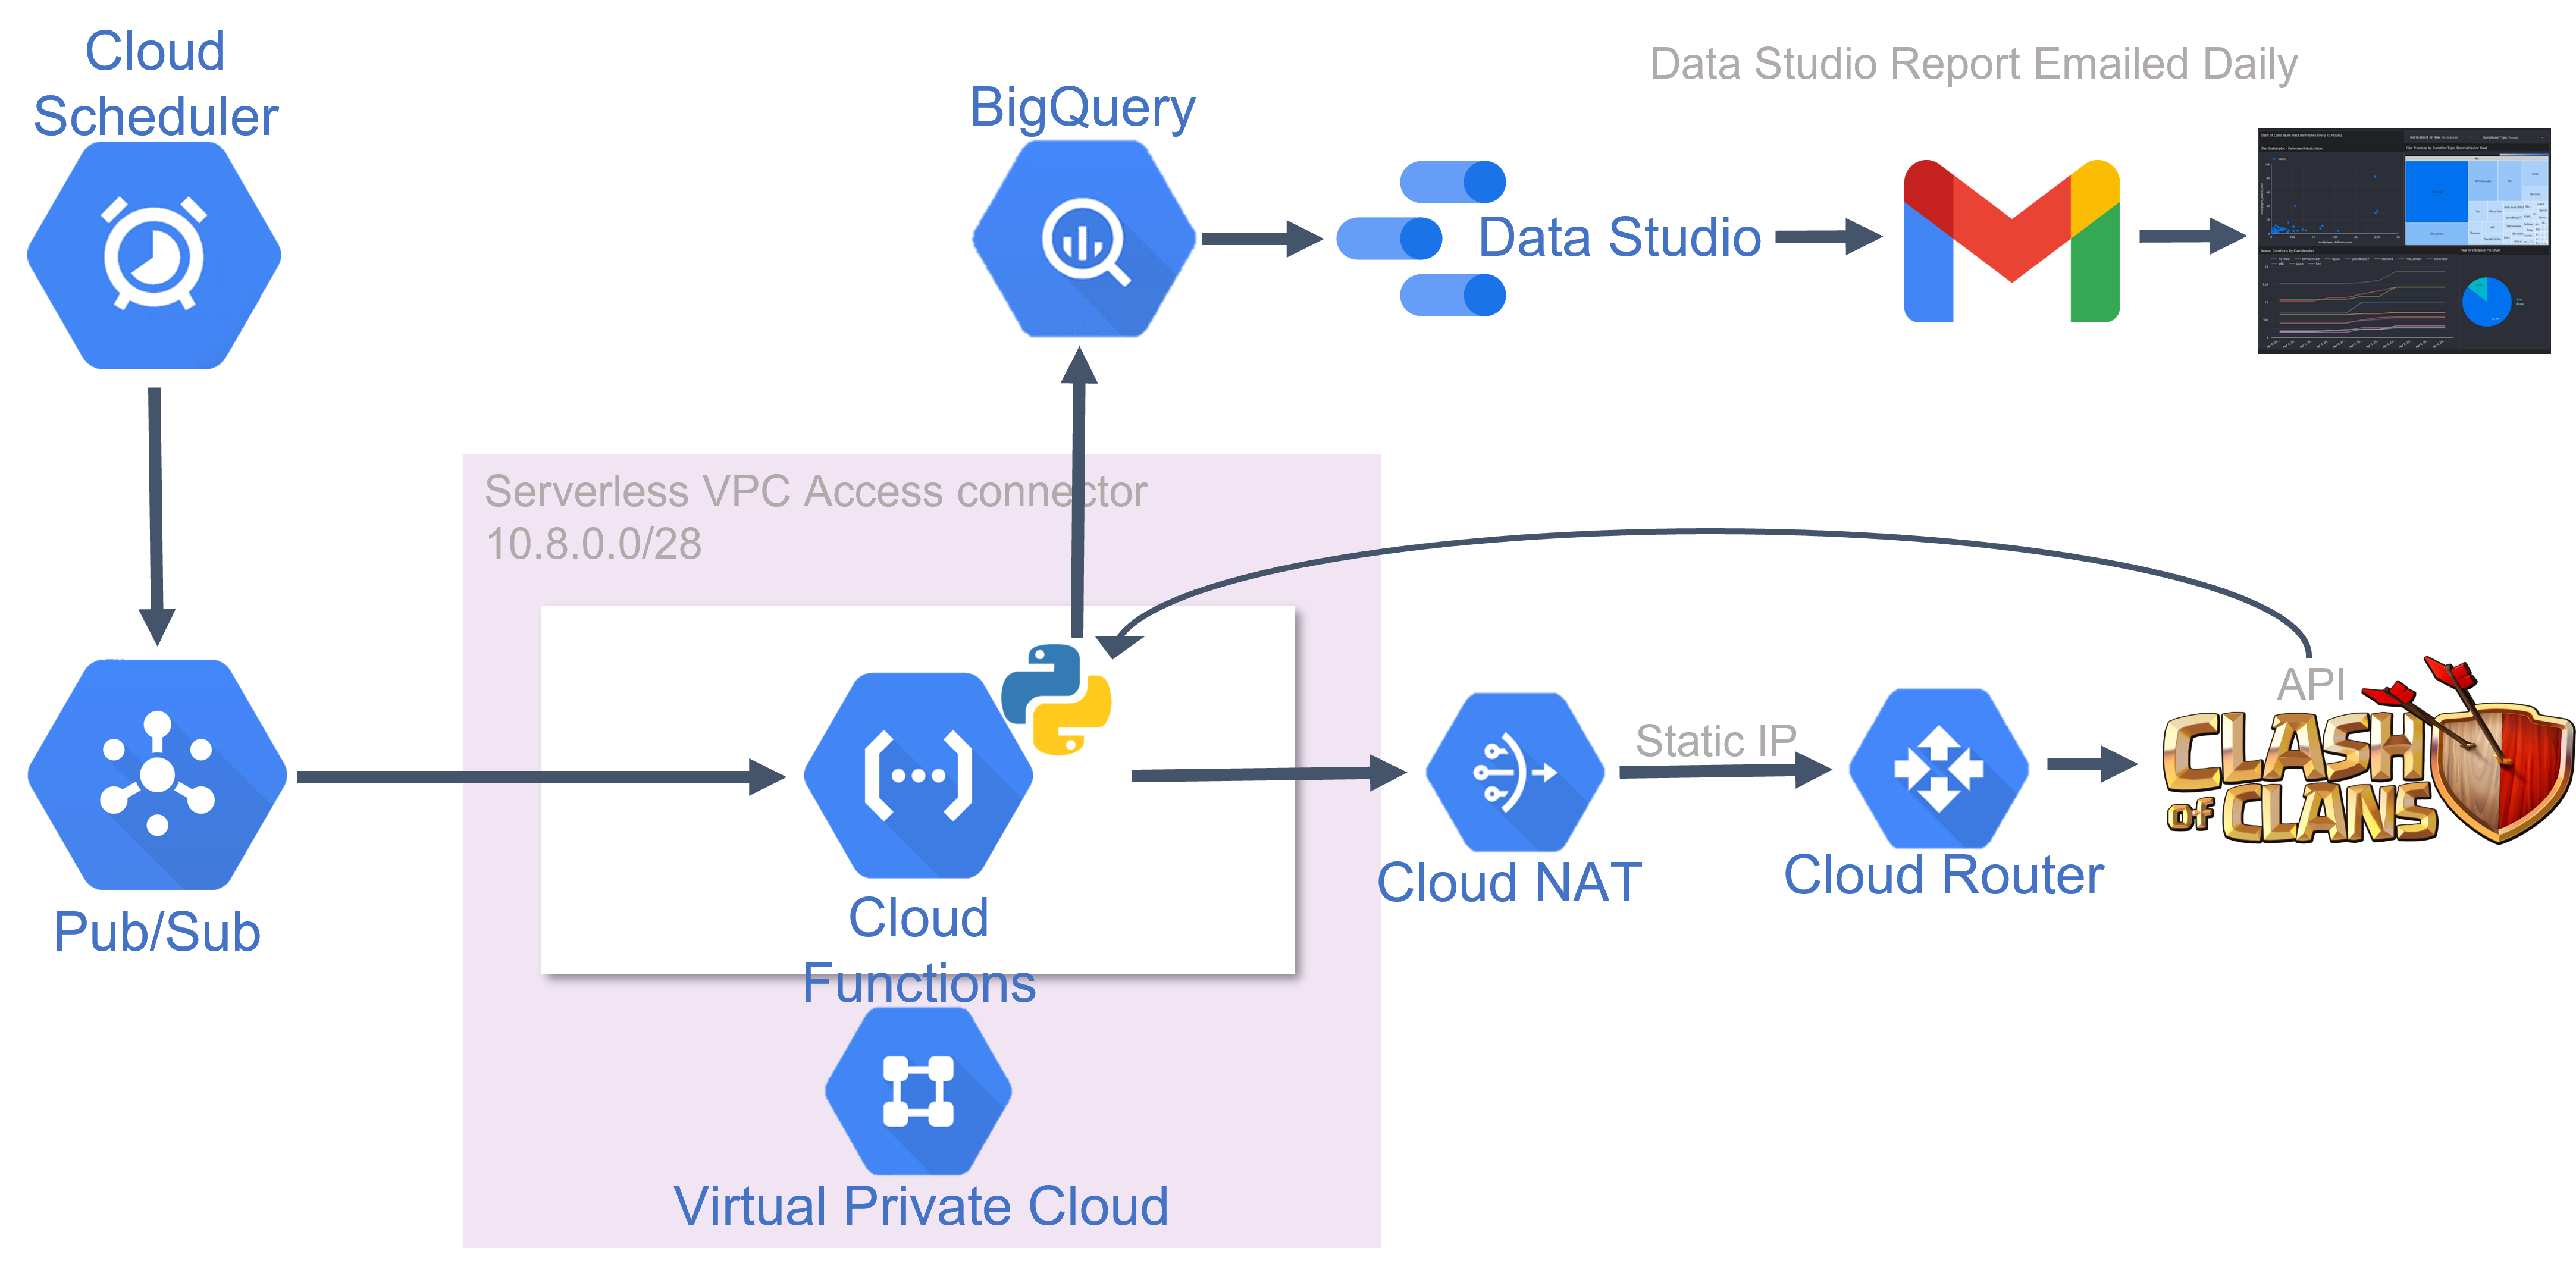 Cloud
Scheduler
BigQuery
Data Studio Report Emailed Daily
Data Studio
Serverless VPC Access connector
10.8.0.0/28
API
CLASH
OF CLANS
Static IP
Pub/Sub
Cloud
Functions
Cloud NAT
Cloud Router
Virtual Private Cloud